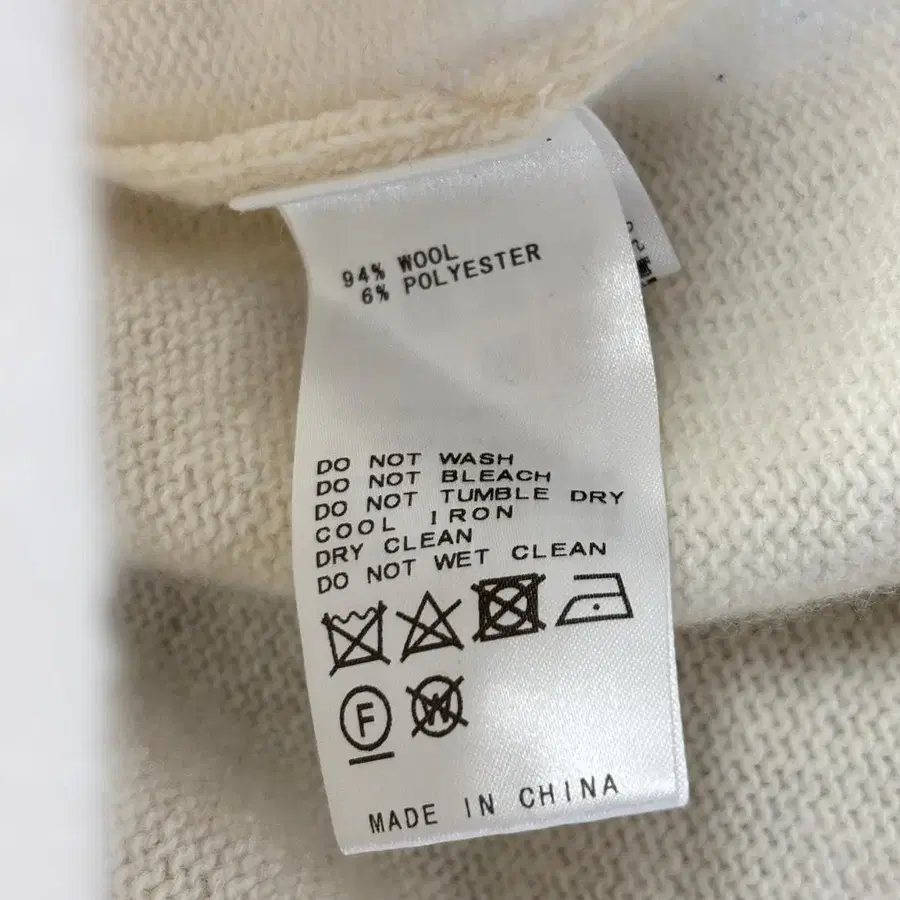 94% WOOL
6% POLYESTER
DO NOT WASH
DO NOT BLEACH
DO NOT TUMBLE DRY
COOL IRON
DRY CLEAN
DO NOT WET CLEAN
F
W
MADE IN CHINA